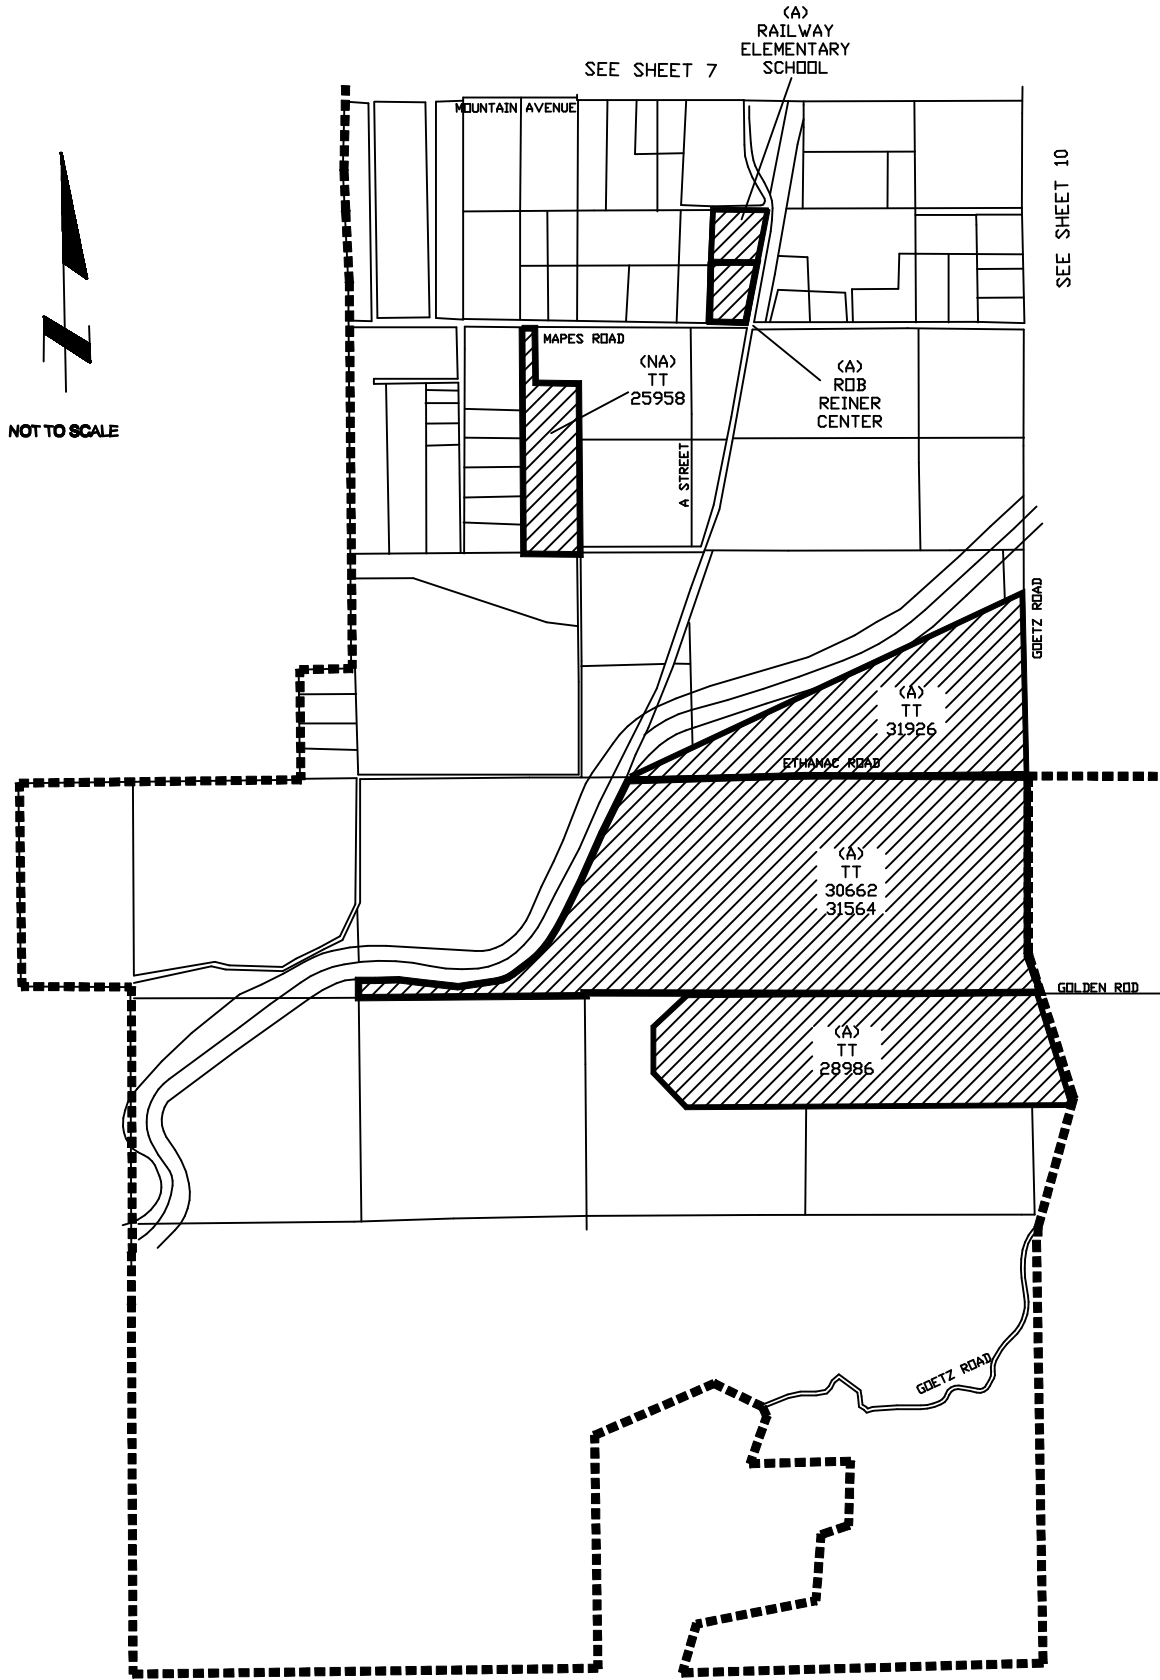 (A)
RAILWAY
ELEMENTARY
SCHOOL
SEE SHEET 7
MOUNTAIN AVENUE
SEE SHEET 10
N
NOT TO SCALE
MAPES ROAD
(NA)
TT
25958
(A)
ROB
REINER
CENTER
A STREET
GOETZ ROAD
(A)
TT
31926
ETHANAC ROAD
(A)
TT
30662
31564
GOLDEN ROD
(A)
TT
28986
GOETZ ROAD